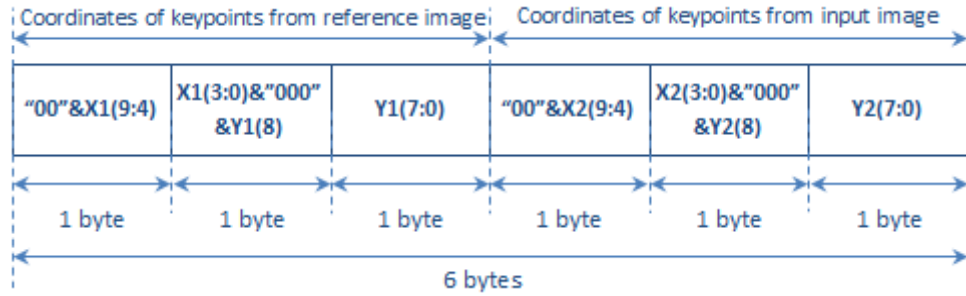 Coordinates of keypoints from reference image
Coordinates of keypoints from input image
“00”&X1(9:4)
X1(3:0)&”000”
&Y1(8)
Y1(7:0)
“00”&X2(9:4)
X2(3:0)&”000”
&Y2(8)
Y2(7:0)
1 byte
1 byte
1 byte
1 byte
1 byte
1 byte
6 bytes